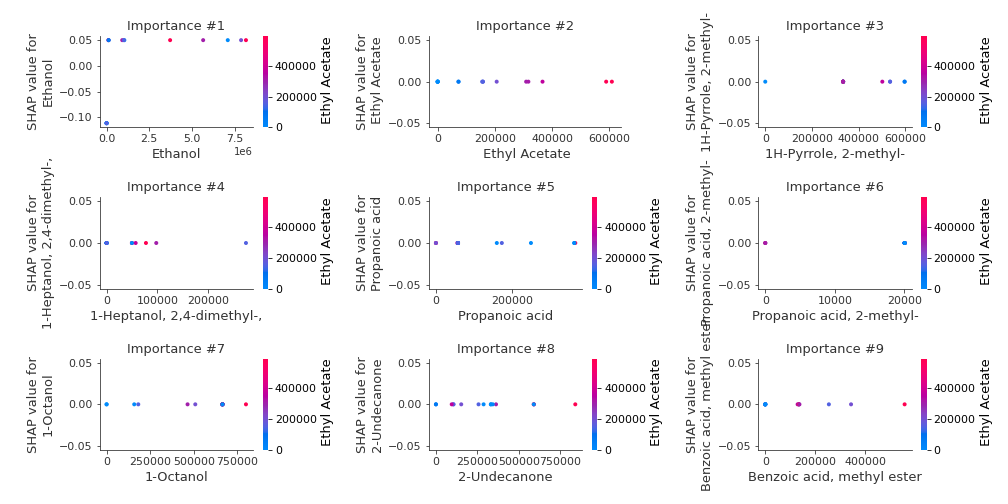 Importance #1
SHAP value for
Ethanol
0.05
0.00
−0.05
−0.10
0.0
2.5
5.0
7.5
1e6
Ethanol
400000
200000
0
Ethyl Acetate
Importance #2
SHAP value for
Ethyl Acetate
0.05
0.00
−0.05
0
200000
400000
600000
Ethyl Acetate
Importance #3
SHAP value for
1H-Pyrrole, 2-methyl-
0.05
0.00
−0.05
0
200000
400000
600000
1H-Pyrrole, 2-methyl-
400000
200000
0
Ethyl Acetate
Importance #4
SHAP value for
1-Heptanol, 2,4-dimethyl-,
0.05
0.00
−0.05
0
100000
200000
1-Heptanol, 2,4-dimethyl-,
400000
200000
0
Ethyl Acetate
Importance #5
SHAP value for
Propanoic acid
0.05
0.00
−0.05
0
200000
Propanoic acid
400000
200000
0
Ethyl Acetate
Importance #6
SHAP value for
Propanoic acid, 2-methyl-
0.05
0.00
−0.05
0
10000
20000
Propanoic acid, 2-methyl-
400000
200000
0
Ethyl Acetate
Importance #7
SHAP value for
1-Octanol
0.05
0.00
−0.05
0
250000
500000
750000
1-Octanol
400000
200000
0
Ethyl Acetate
Importance #8
SHAP value for
2-Undecanone
0.05
0.00
−0.05
0
250000
500000
750000
2-Undecanone
400000
200000
0
Ethyl Acetate
Importance #9
SHAP value for
Benzoic acid, methyl ester
0.05
0.00
−0.05
0
200000
400000
Benzoic acid, methyl ester
400000
200000
0
Ethyl Acetate